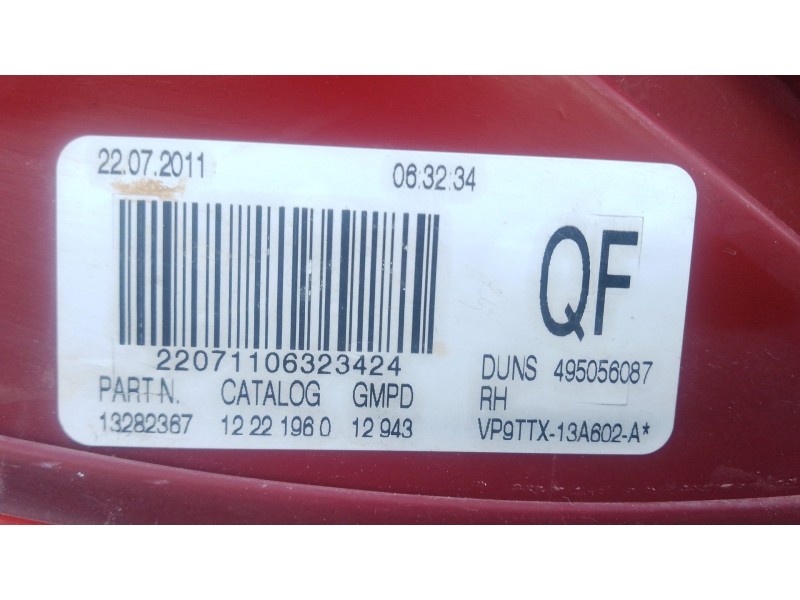 22.07.2011 06:32:34
QF
22071106323424
DUNS 495056087
PART N. CATALOG GMPD RH
13282367 12 22 196 0 12 943 VP9TTX-13A602-A*